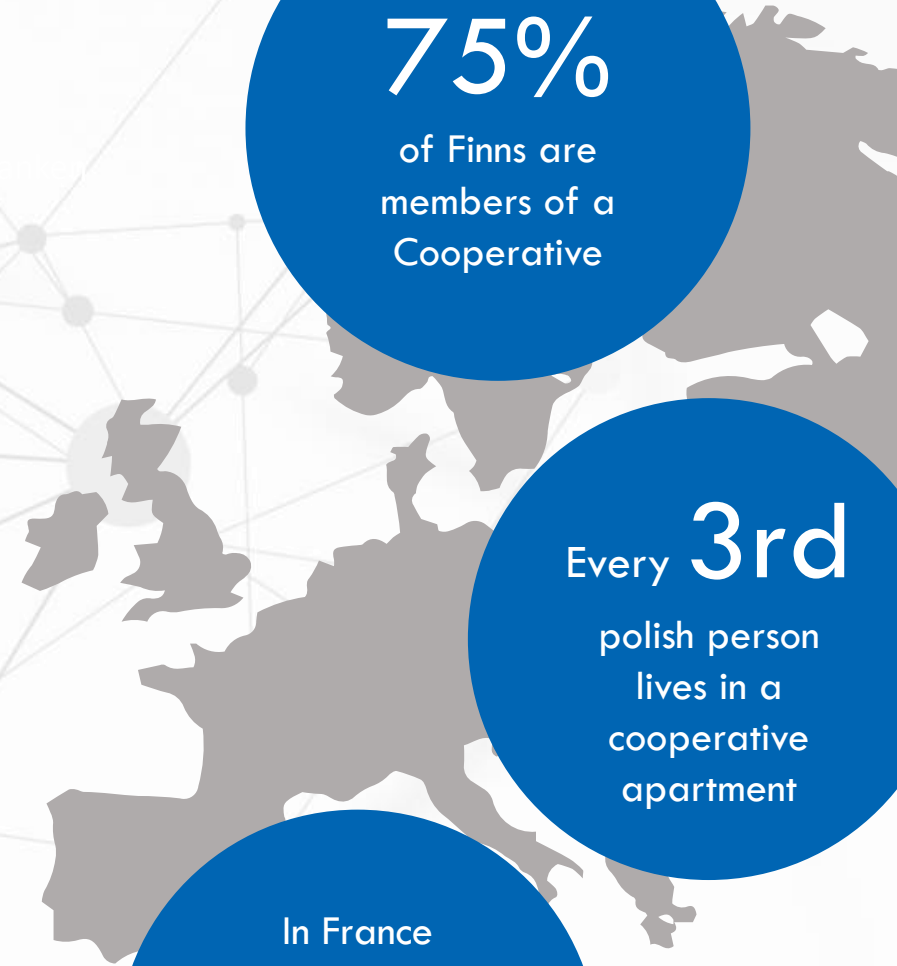 75%
of Finns are
members of a
Cooperative
Every 3rd
polish person
lives in a
cooperative
apartment
In France